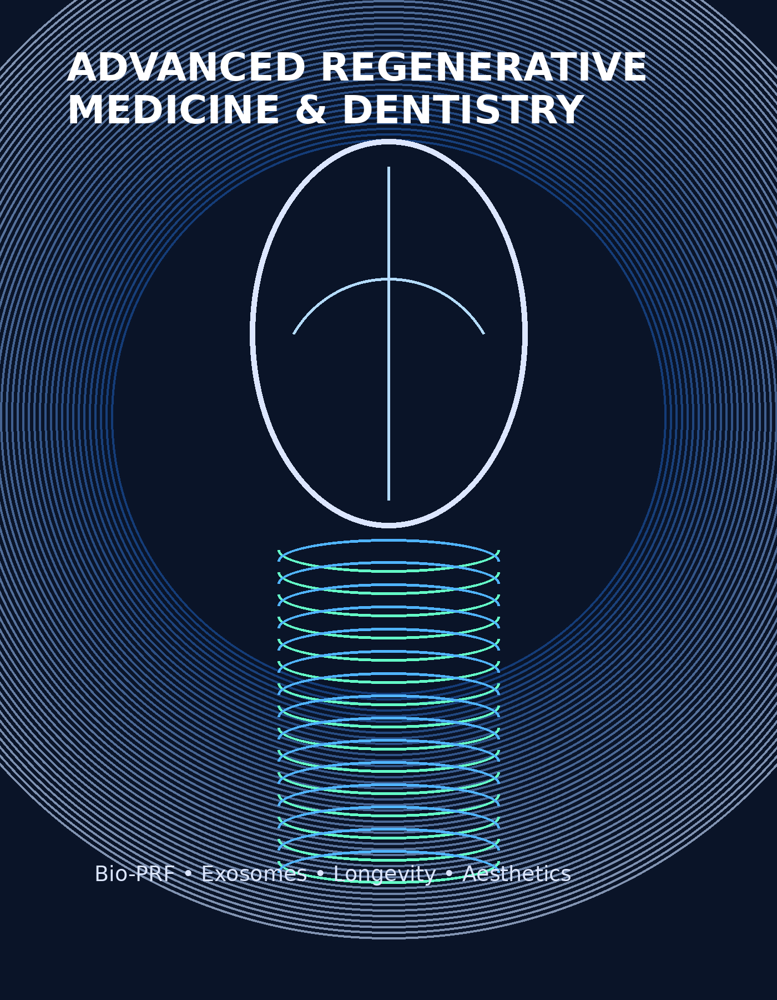 ADVANCED REGENERATIVE
MEDICINE & DENTISTRY
Bio-PRF • Exosomes • Longevity • Aesthetics